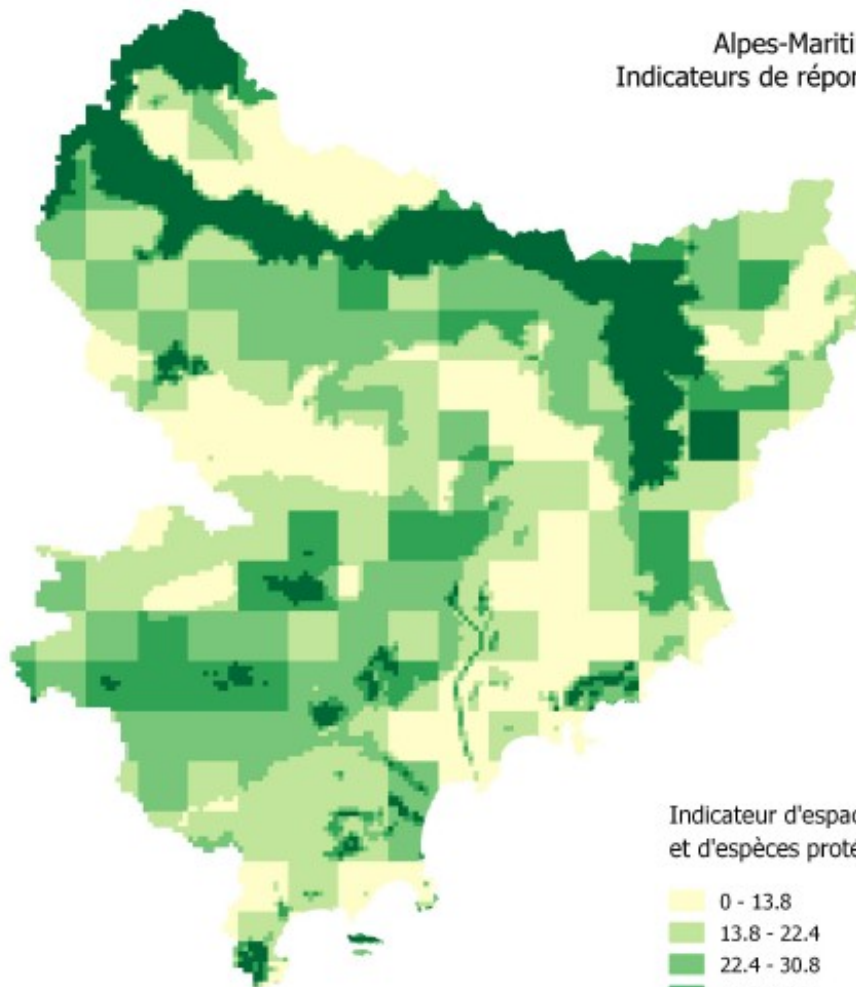 Alpes-Mariti
Indicateurs de répor
Indicateur d'espac
et d'espèces proté
0 - 13.8
13.8 - 22.4
22.4 - 30.8